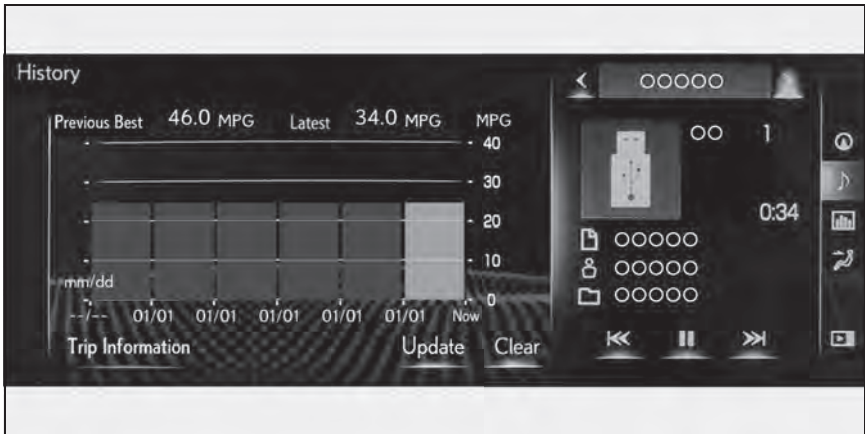 History
Previous Best 46.0 MPG Latest 34.0 MPG MPG
40
30
20
10
0
mm/dd
--/-- 01/01 01/01 01/01 01/01 01/01 Now
Trip Information Update Clear
OOOOO
OO 1
0:34
OOOOO
OOOOO
OOOOO